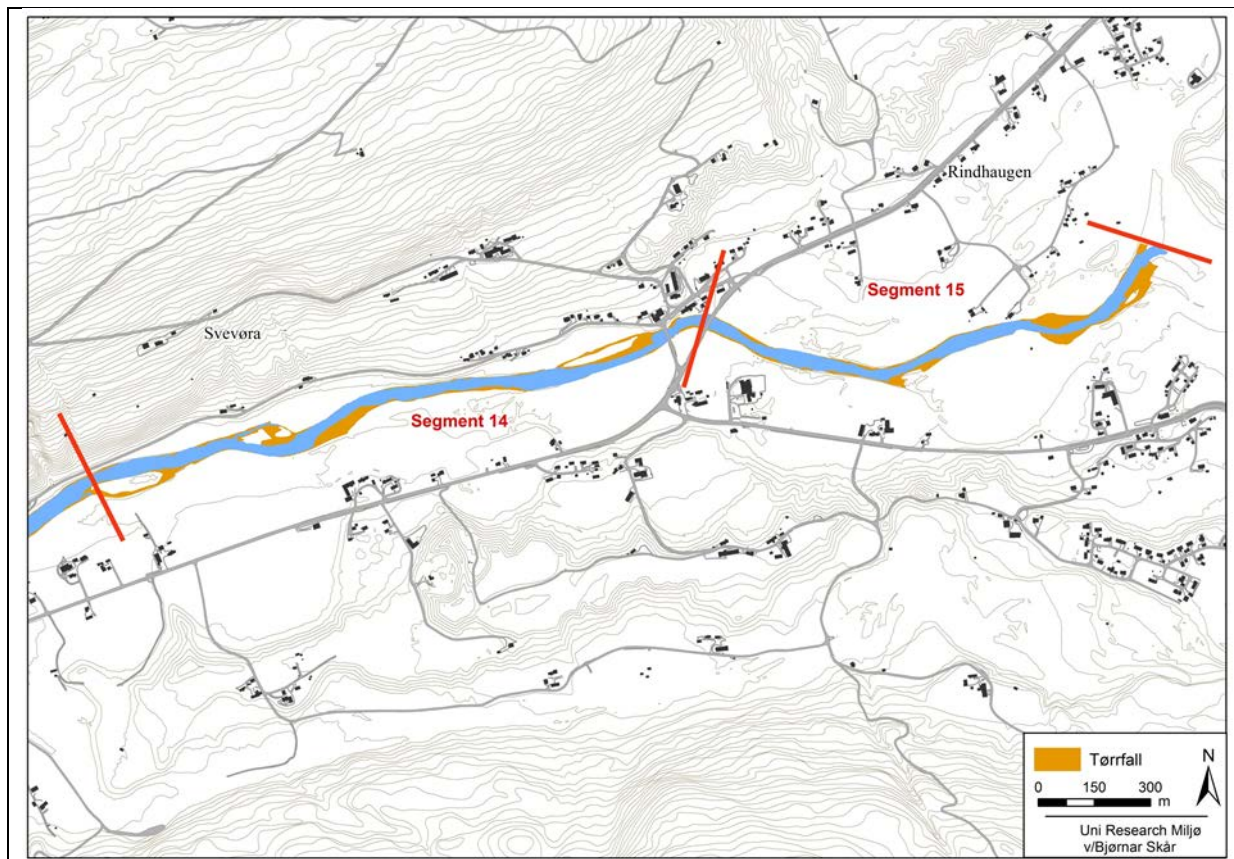 Rindhaugen
Segment 15
Svevøra
Segment 14
Tørrfall
N
0 150 300
m
Uni Research Miljø
v/Bjørnar Skår